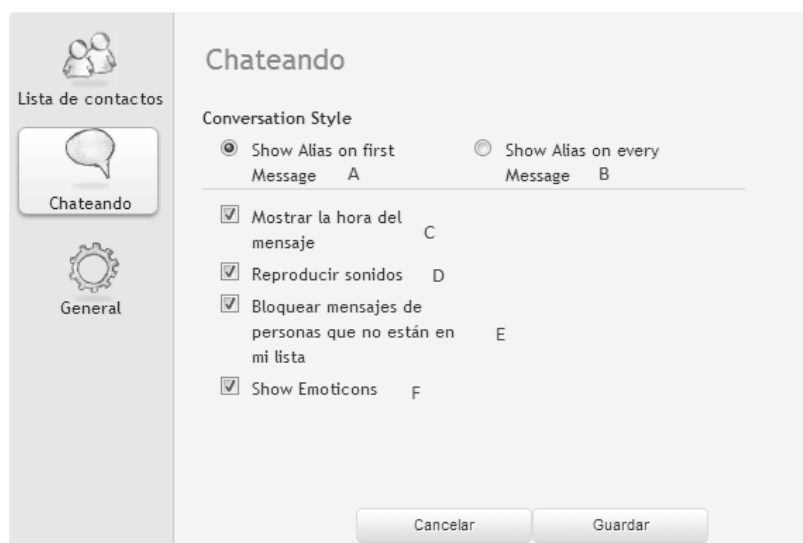 Lista de contactos
Chateando
General
Chateando
Conversation Style
Show Alias on first
Message A
Show Alias on every
Message B
Mostrar la hora del
mensaje C
Reproducir sonidos D
Bloquear mensajes de
personas que no están en E
mi lista
Show Emoticons F
Cancelar Guardar